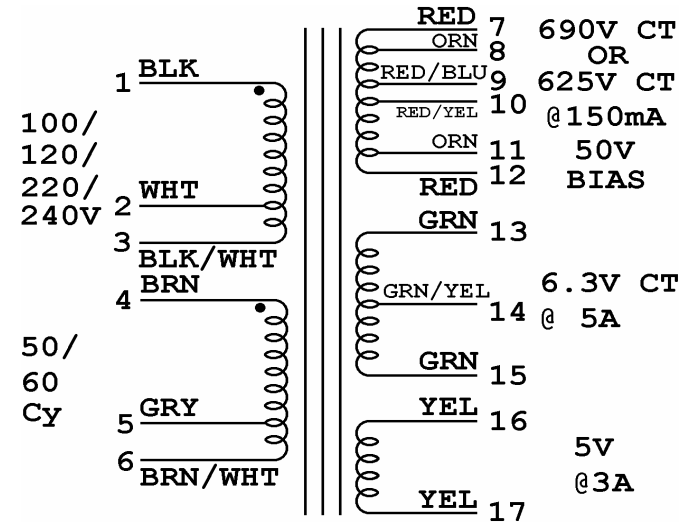 100/
120/
220/
240V
1 BLK
2 WHT
3 BLK/WHT
50/
60
Cy
4 BRN
5 GRY
6 BRN/WHT
RED 7
ORN 8
RED/BLU 9
RED/YEL 10
ORN 11
RED 12
690V CT
OR
625V CT
@150mA
50V
BIAS
GRN 13
GRN/YEL 14
GRN 15
6.3V CT
@ 5A
YEL 16
YEL 17
5V
@3A